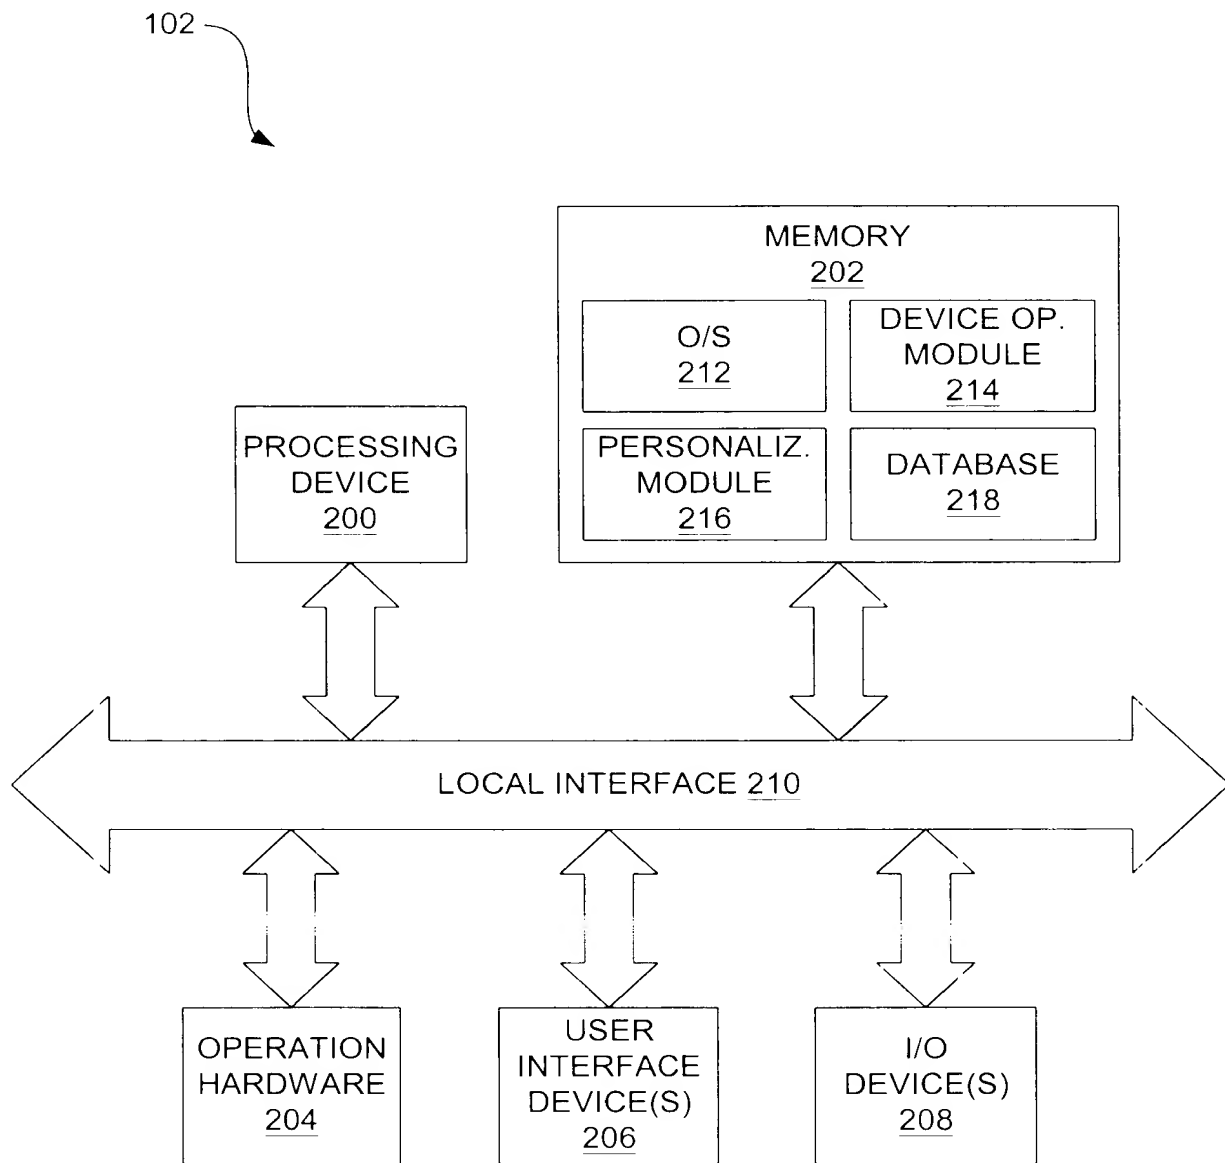 102
MEMORY
202
O/S
212
DEVICE OP.
MODULE
214
PERSONALIZ.
MODULE
216
DATABASE
218
PROCESSING
DEVICE
200
LOCAL INTERFACE 210
OPERATION
HARDWARE
204
USER
INTERFACE
DEVICE(S)
206
I/O
DEVICE(S)
208